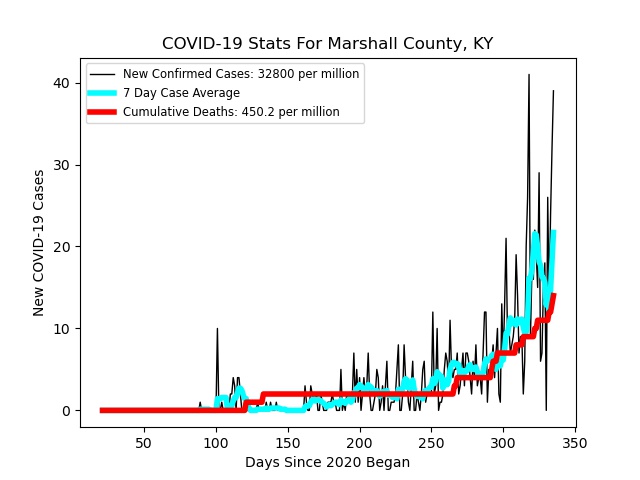 COVID-19 Stats For Marshall County, KY
New Confirmed Cases: 32800 per million
7 Day Case Average
Cumulative Deaths: 450.2 per million
New COVID-19 Cases
40
30
20
10
0
50 100 150 200 250 300 350
Days Since 2020 Began